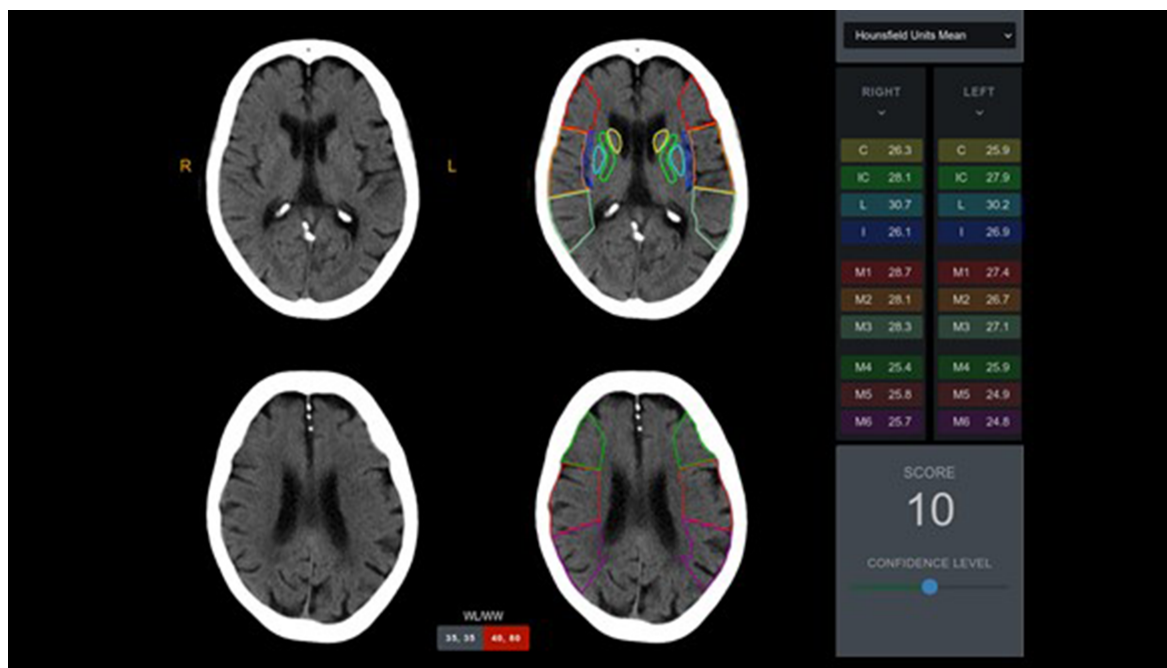 Hounsfield Units Mean
RIGHT LEFT
R L
C 26.3 C 25.9
IC 28.1 IC 27.9
L 30.7 L 30.2
I 26.1 I 26.9
M1 28.7 M1 27.4
M2 28.1 M2 26.7
M3 28.3 M3 27.1
M4 25.4 M4 25.9
M5 25.8 M5 24.9
M6 25.7 M6 24.8
SCORE
10
CONFIDENCE LEVEL
WL/WW
35, 35 40, 80